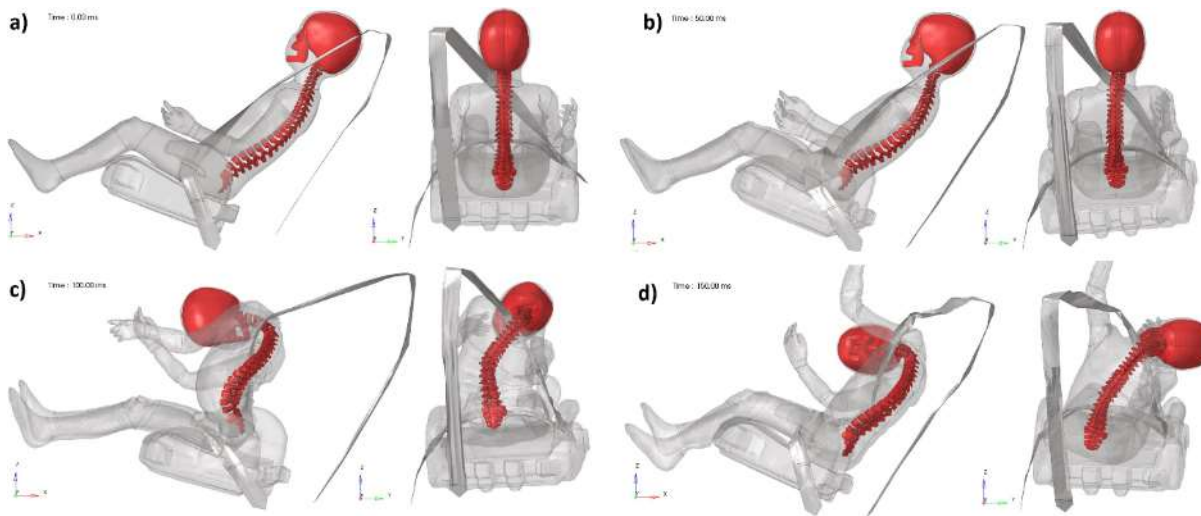 a)
Time : 0.00 ms
b)
Time : 50.00 ms
c)
Time : 100.00 ms
d)
Time : 150.00 ms